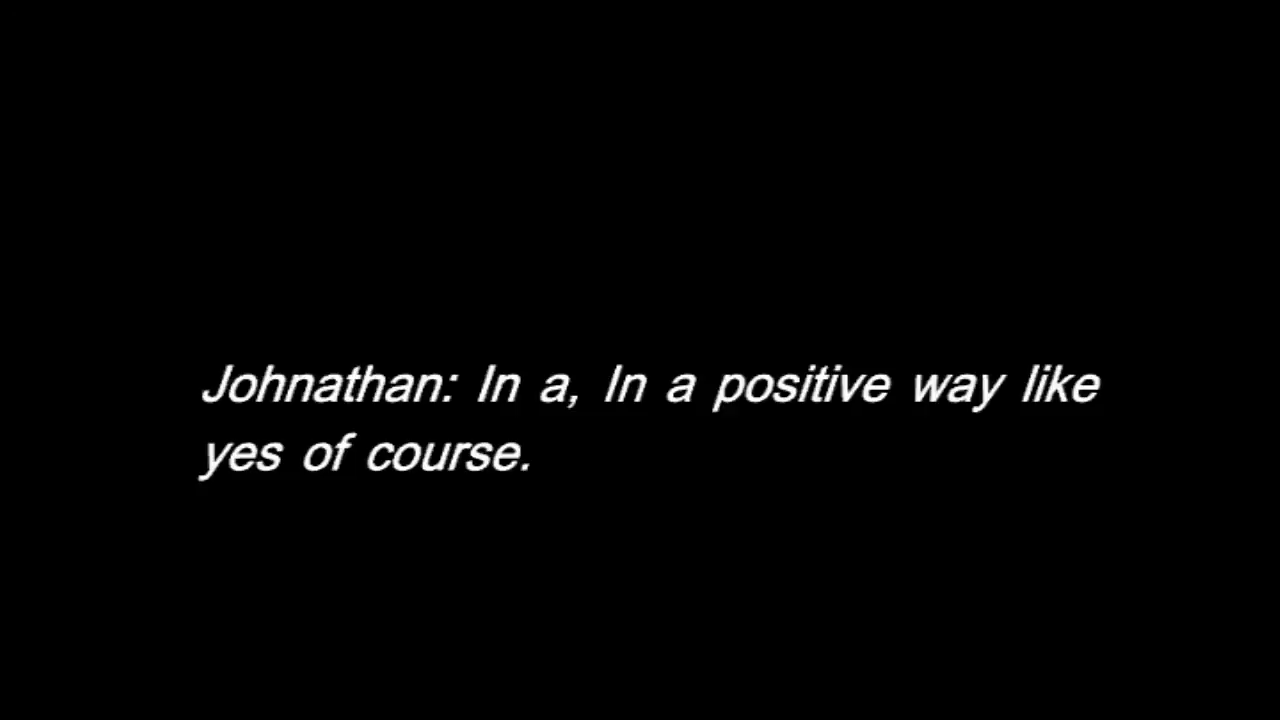 Johnathan: In a, In a positive way like
yes of course.